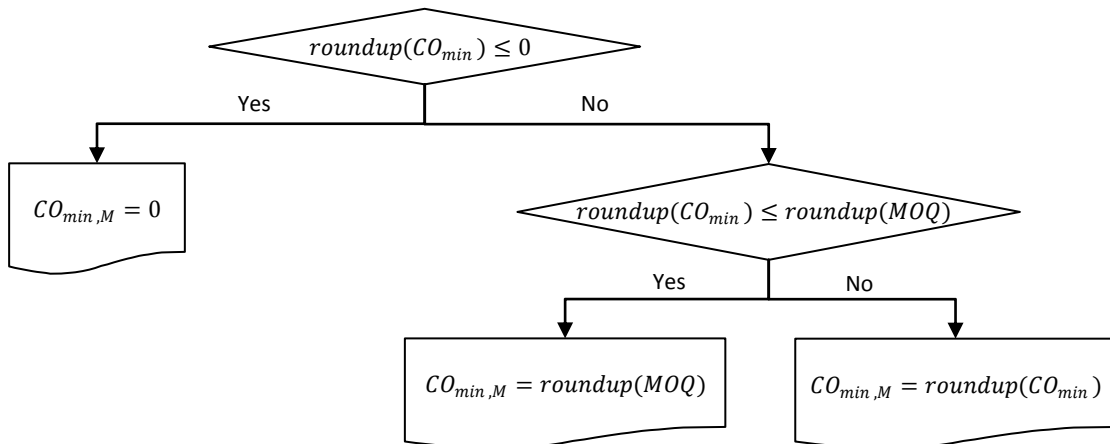 roundup(CO_min) ≤ 0
Yes
No
CO_min,M = 0
roundup(CO_min) ≤ roundup(MOQ)
Yes
No
CO_min,M = roundup(MOQ)
CO_min,M = roundup(CO_min)